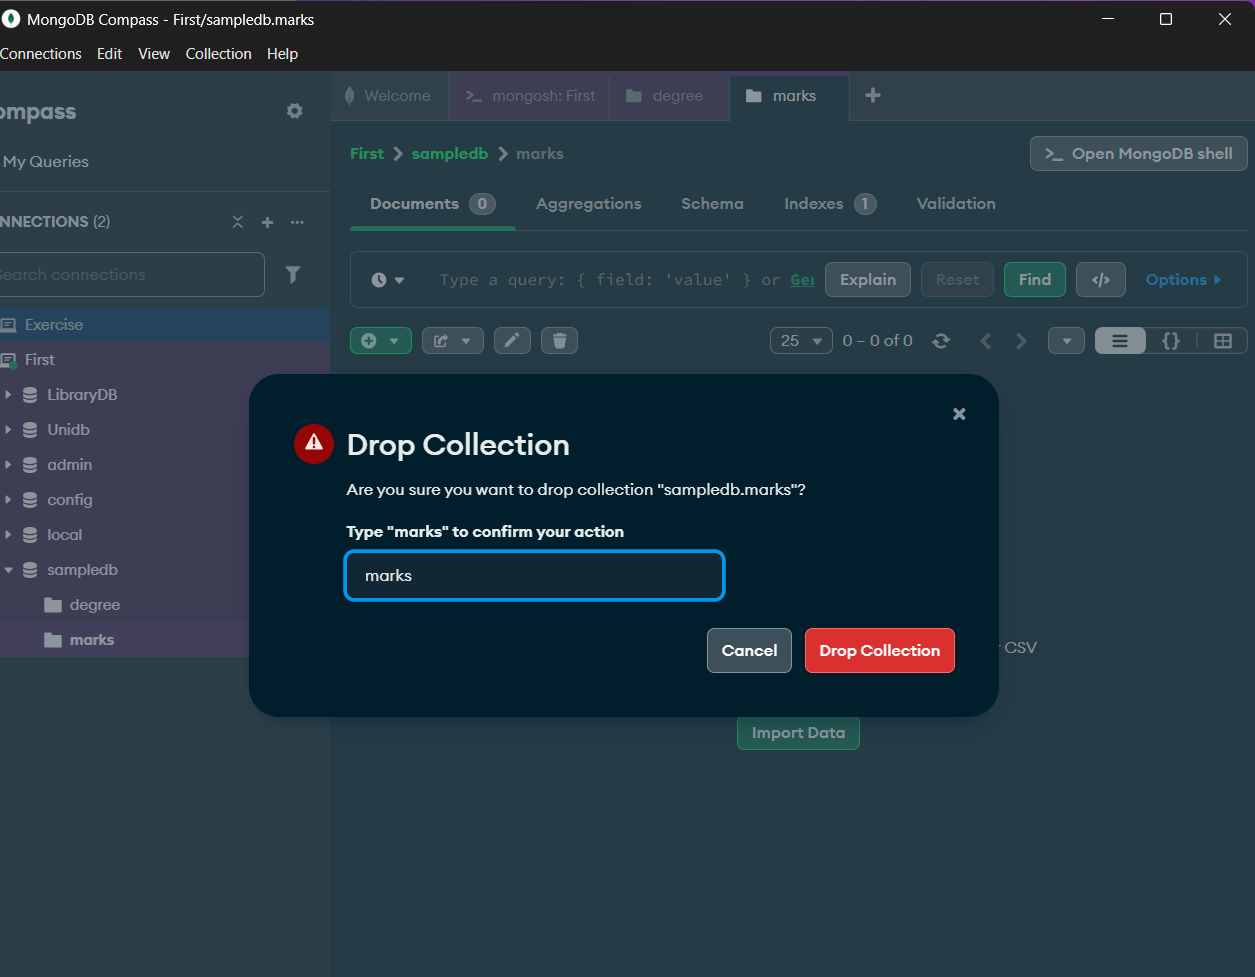 MongoDB Compass - First/sampledb.marks
Connections Edit View Collection Help
ompass
My Queries
NNECTIONS (2)
Search connections
Exercise
First
LibraryDB
Unidb
admin
config
local
sampledb
degree
marks
Welcome
mongosh: First
degree
marks
First sampledb marks
Open MongoDB shell
Documents 0 Aggregations Schema Indexes 1 Validation
Type a query: { field: 'value' } or Ger
Explain Reset Find </> Options
25 0 – 0 of 0 {}
Drop Collection
Are you sure you want to drop collection "sampledb.marks"?
Type "marks" to confirm your action
marks
Cancel Drop Collection
CSV
Import Data